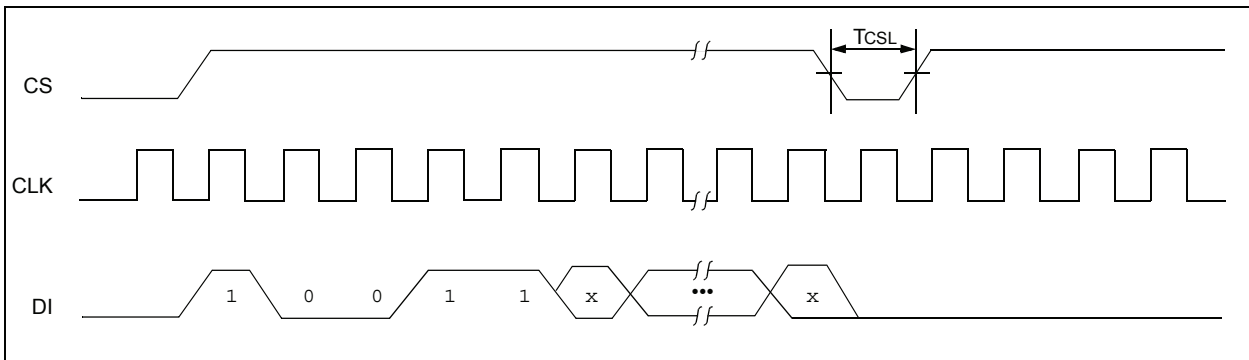 TCSL
CS
CLK
DI
1 0 0 1 1 x ••• x